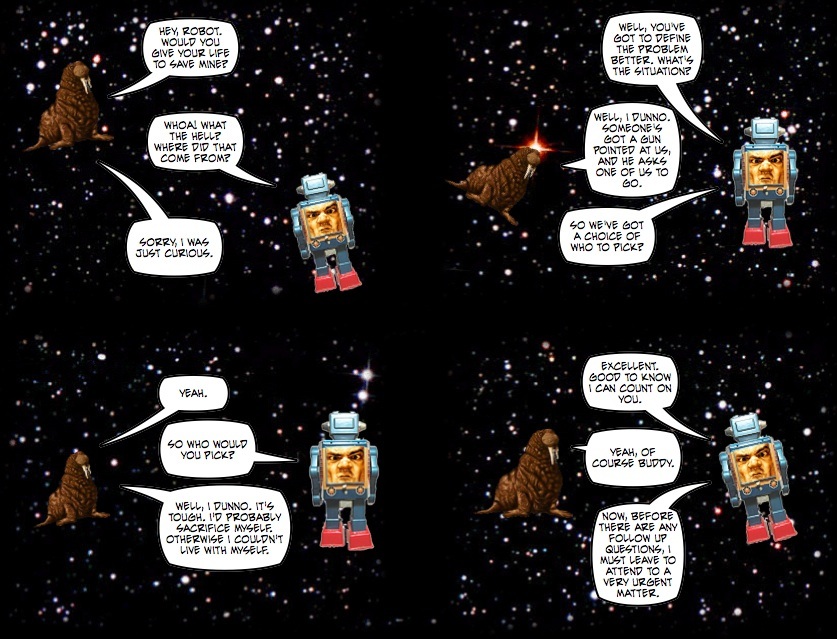 HEY, ROBOT.
WOULD YOU
GIVE YOUR LIFE
TO SAVE MINE?
WHOA! WHAT
THE HELL?
WHERE DID THAT
COME FROM?
SORRY, I WAS
JUST CURIOUS.
WELL, YOU'VE
GOT TO DEFINE
THE PROBLEM
BETTER. WHAT'S
THE SITUATION?
WELL, I DUNNO.
SOMEONE'S
GOT A GUN
POINTED AT US,
AND HE ASKS
ONE OF US TO
GO.
SO WE'VE GOT
A CHOICE OF
WHO TO PICK?
YEAH.
SO WHO WOULD
YOU PICK?
WELL, I DUNNO. IT'S
TOUGH. I'D PROBABLY
SACRIFICE MYSELF.
OTHERWISE I COULDN'T
LIVE WITH MYSELF.
EXCELLENT.
GOOD TO KNOW
I CAN COUNT ON
YOU.
YEAH, OF
COURSE BUDDY.
NOW, BEFORE
THERE ARE ANY
FOLLOW UP
QUESTIONS, I
MUST LEAVE TO
ATTEND TO A
VERY URGENT
MATTER.